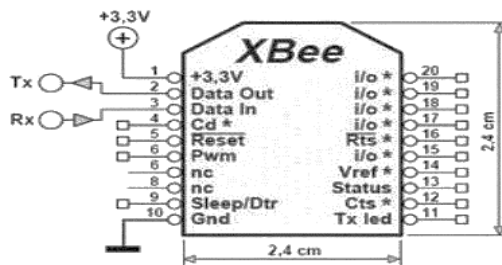 +3,3V
XBee
1 +3,3V i/o * 20
Tx 2 Data Out i/o * 19
Rx 3 Data In i/o * 18
4 Cd * i/o * 17
5 Reset Rts * 16
6 Pwm i/o * 15
6 nc Vref * 14
8 nc Status 13
9 Sleep/Dtr Cts * 12
10 Gnd Tx led 11
2,4 cm
2,4 cm